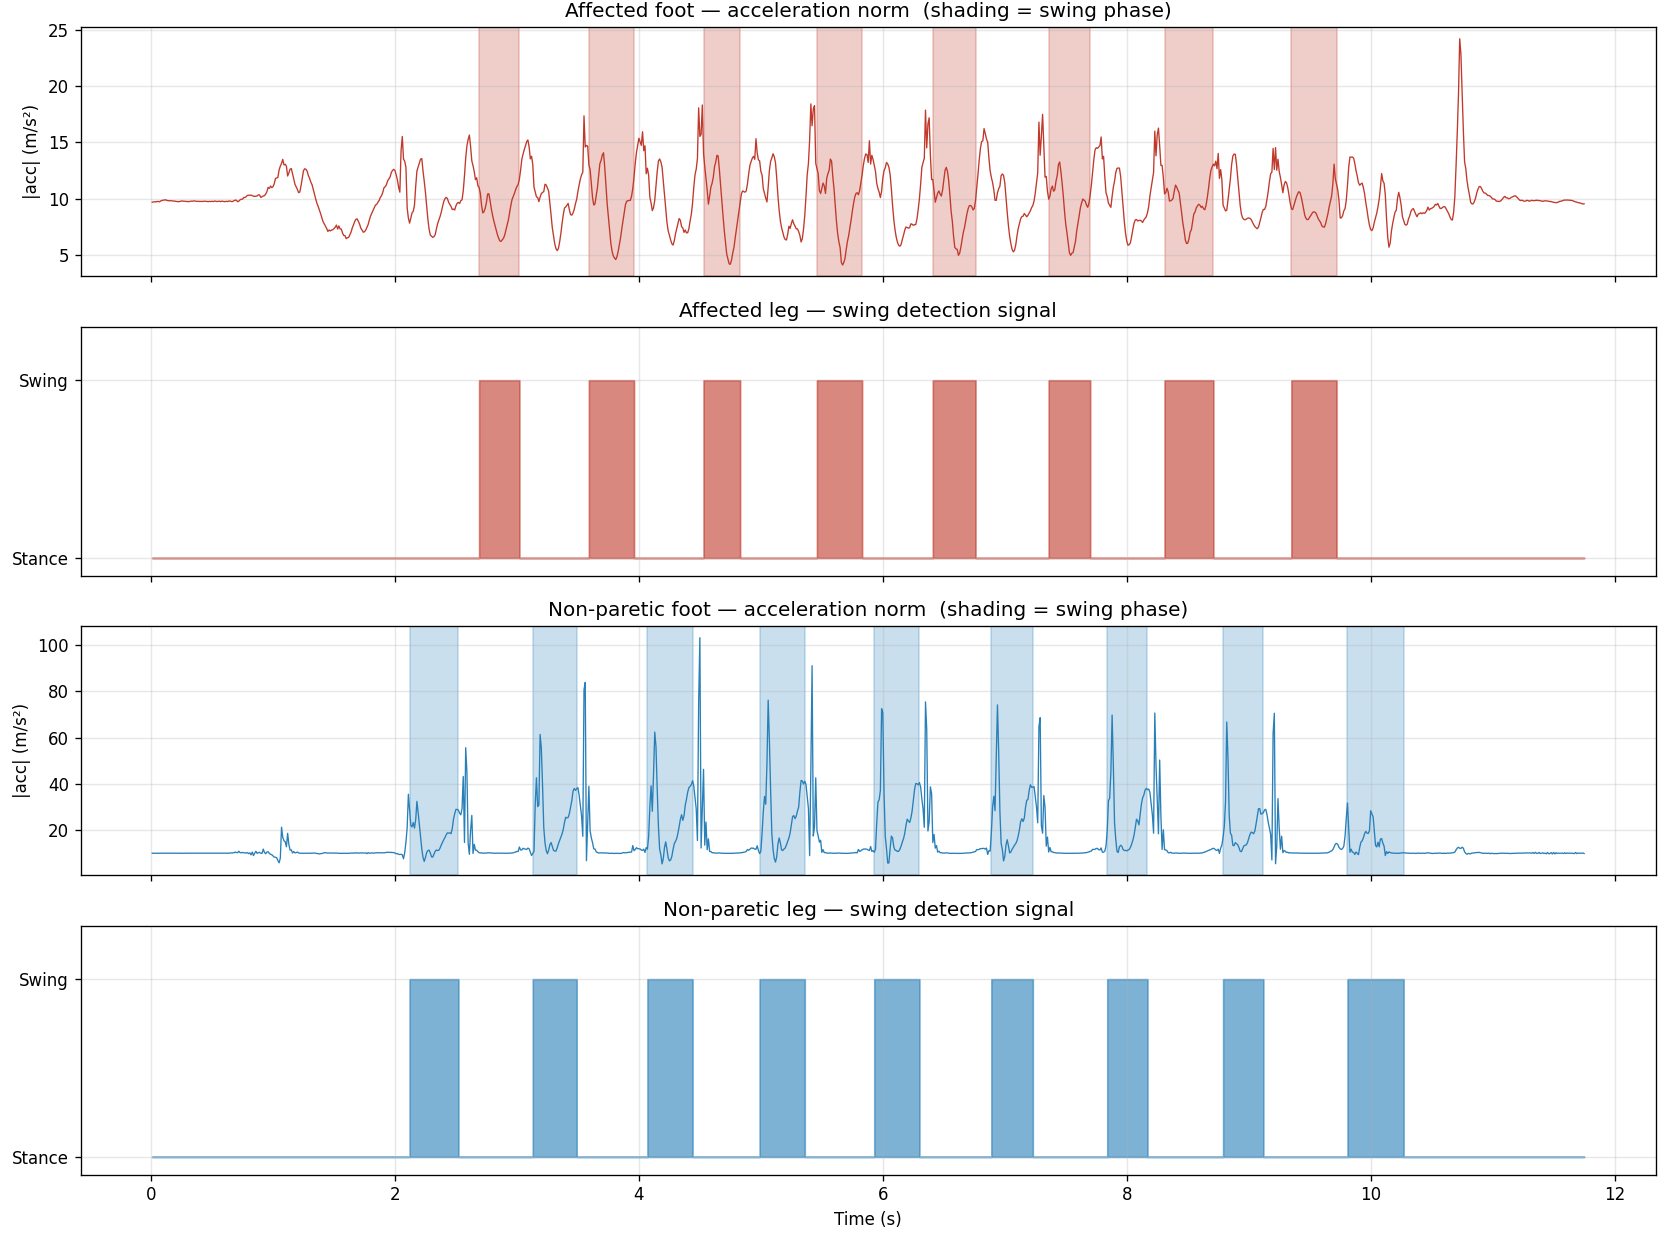 Affected foot — acceleration norm  (shading = swing phase)
25
20
15
10
5
|acc| (m/s²)
Affected leg — swing detection signal
Swing
Stance
Non-paretic foot — acceleration norm  (shading = swing phase)
100
80
60
40
20
|acc| (m/s²)
Non-paretic leg — swing detection signal
Swing
Stance
0 2 4 6 8 10 12
Time (s)